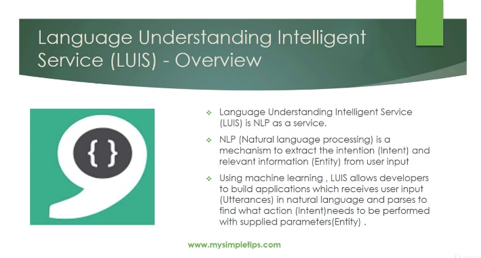 Language Understanding Intelligent
Service (LUIS) - Overview
{ }
❖ Language Understanding Intelligent Service
(LUIS) is NLP as a service.
❖ NLP (Natural language processing) is a
mechanism to extract the intention (Intent) and
relevant information (Entity) from user input
❖ Using machine learning , LUIS allows developers
to build applications which receives user input
(Utterances) in natural language and parses to
find what action (Intent)needs to be performed
with supplied parameters(Entity) .
www.mysimpletips.com